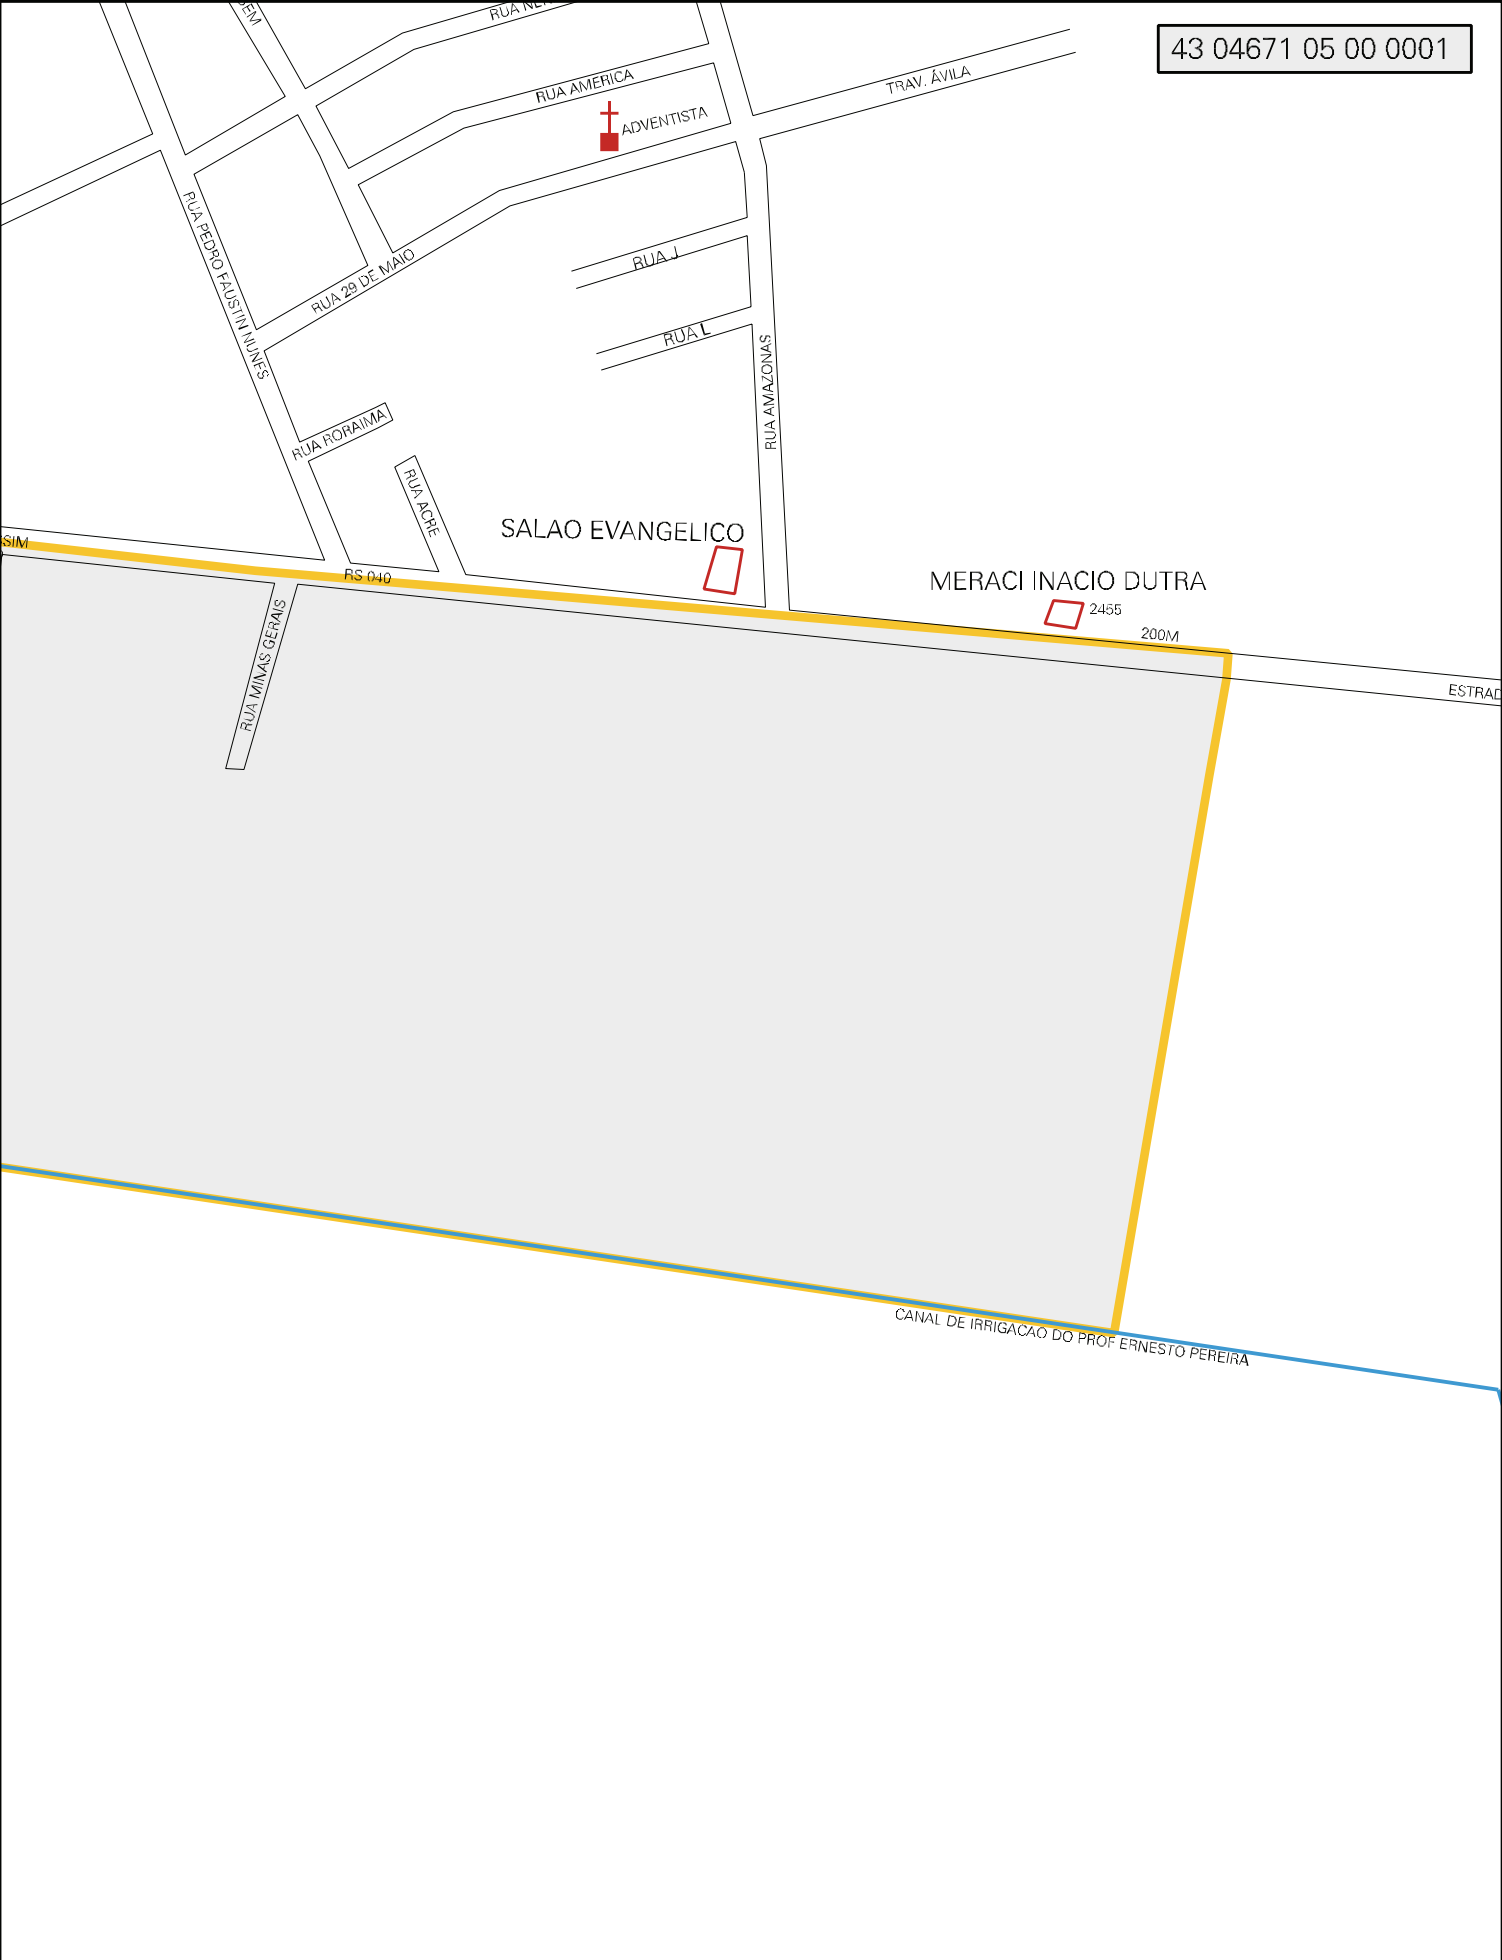 43 04671 05 00 0001
TRAV. ÁVILA
RUA AMERICA
ADVENTISTA
RUA PEDRO FAUSTIN NUNES
RUA 29 DE MAIO
RUA J
RUA L
RUA AMAZONAS
RUA RORAIMA
RUA ACRE
SALAO EVANGELICO
SIM
RS 040
MERACI INACIO DUTRA
2455
200M
ESTRAD
RUA MINAS GERAIS
CANAL DE IRRIGACAO DO PROF ERNESTO PEREIRA